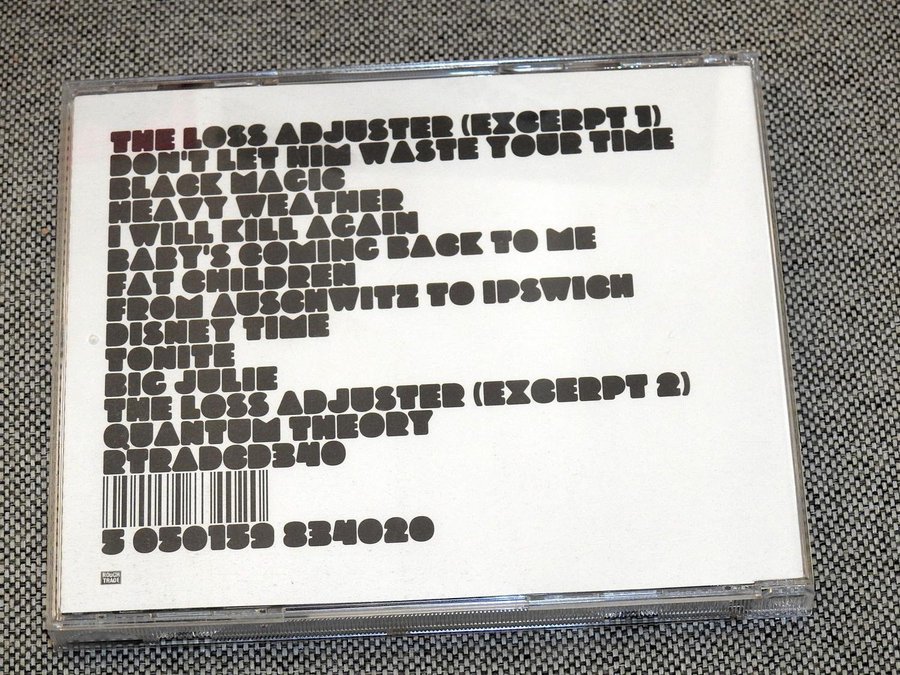 THE LOSS ADJUSTER (EXCERPT 1)
DON'T LET HIM WASTE YOUR TIME
BLACK MAGIC
HEAVY WEATHER
I WILL KILL AGAIN
BABY'S COMING BACK TO ME
FAT CHILDREN
FROM AUSCHWITZ TO IPSWICH
DISNEY TIME
TONITE
BIG JULIE
THE LOSS ADJUSTER (EXCERPT 2)
QUANTUM THEORY
RTRADCD340
5 050159 834020
ROUGH
TRADE